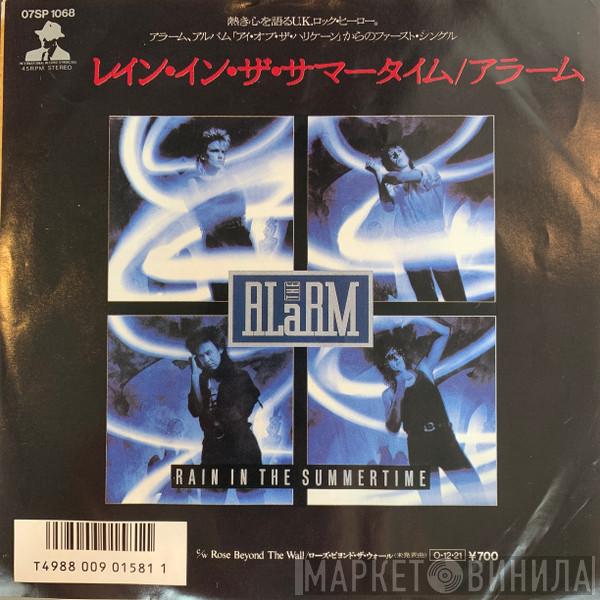 07SP 1068
45RPM STEREO
熱き心を語るU.K.ロック・ヒーロー。
アラーム、アルバム「アイ・オブ・ザ・ハリケーン」からのファースト・シングル
レイン・イン・ザ・サマータイム/アラーム
THE
ALaRM
RAIN IN THE SUMMERTIME
c/w Rose Beyond The Wall/ローズ・ビヨンド・ザ・ウォール(未発表曲) O-12・21 ¥700
T4988 009 01581 1
МАРКЕТ ВИНИЛА